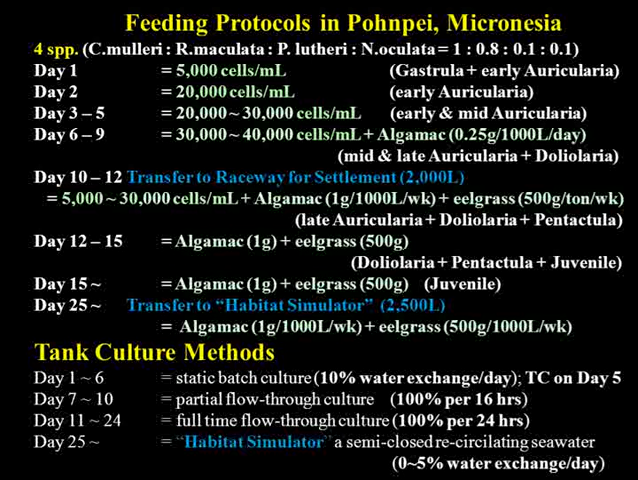 Feeding Protocols in Pohnpei, Micronesia
4 spp. (C.mulleri : R.maculata : P. lutheri : N.oculata = 1 : 0.8 : 0.1 : 0.1)
Day 1 = 5,000 cells/mL (Gastrula + early Auricularia)
Day 2 = 20,000 cells/mL (early Auricularia)
Day 3 – 5 = 20,000 ~ 30,000 cells/mL (early & mid Auricularia)
Day 6 – 9 = 30,000 ~ 40,000 cells/mL + Algamac (0.25g/1000L/day)
(mid & late Auricularia + Doliolaria)
Day 10 – 12 Transfer to Raceway for Settlement (2,000L)
= 5,000 ~ 30,000 cells/mL + Algamac (1g/1000L/wk) + eelgrass (500g/ton/wk)
(late Auricularia + Doliolaria + Pentactula)
Day 12 – 15 = Algamac (1g) + eelgrass (500g)
(Doliolaria + Pentactula + Juvenile)
Day 15 ~ = Algamac (1g) + eelgrass (500g) (Juvenile)
Day 25 ~ Transfer to “Habitat Simulator” (2,500L)
= Algamac (1g/1000L/wk) + eelgrass (500g/1000L/wk)
Tank Culture Methods
Day 1 ~ 6 = static batch culture (10% water exchange/day); TC on Day 5
Day 7 ~ 10 = partial flow-through culture (100% per 16 hrs)
Day 11 ~ 24 = full time flow-through culture (100% per 24 hrs)
Day 25 ~ = “Habitat Simulator” a semi-closed re-circilating seawater
(0~5% water exchange/day)